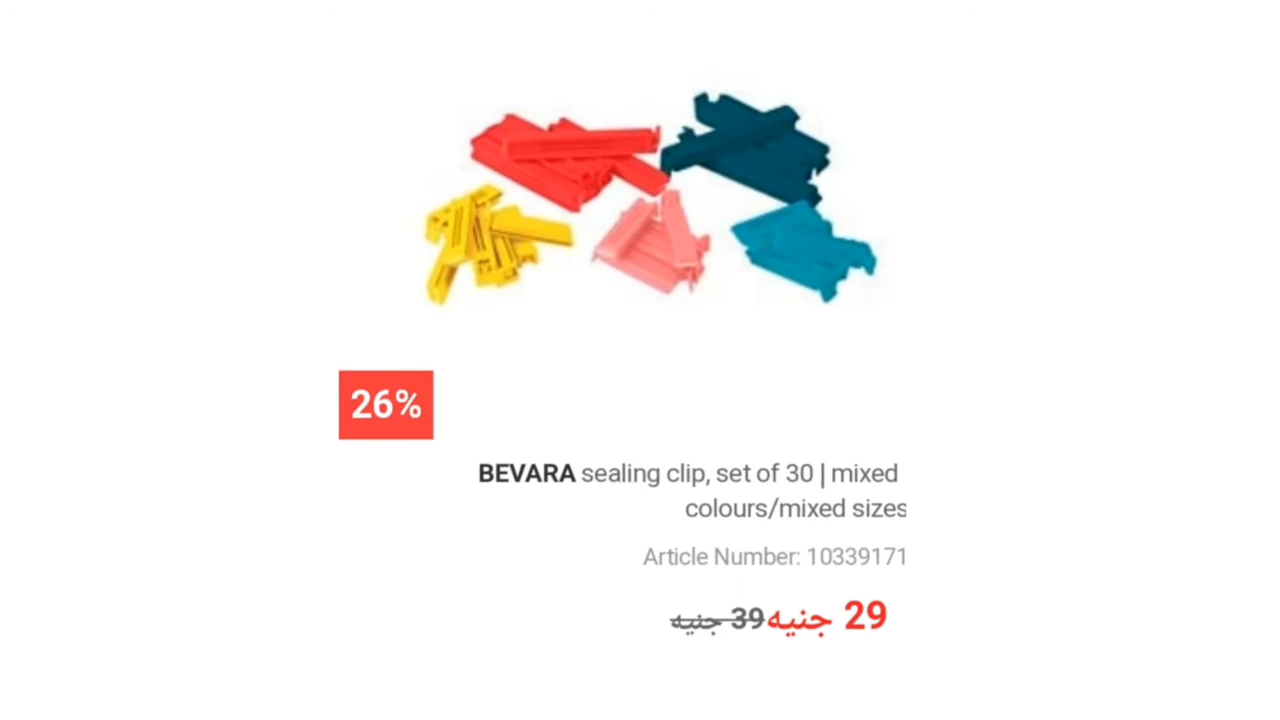 26%
BEVARA sealing clip, set of 30 | mixed
colours/mixed sizes
Article Number: 10339171
29 جنيه 39 جنيه